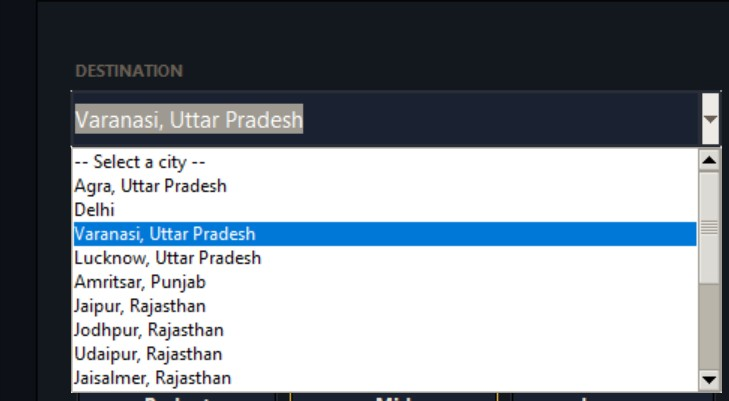 DESTINATION
Varanasi, Uttar Pradesh
-- Select a city --
Agra, Uttar Pradesh
Delhi
Varanasi, Uttar Pradesh
Lucknow, Uttar Pradesh
Amritsar, Punjab
Jaipur, Rajasthan
Jodhpur, Rajasthan
Udaipur, Rajasthan
Jaisalmer, Rajasthan